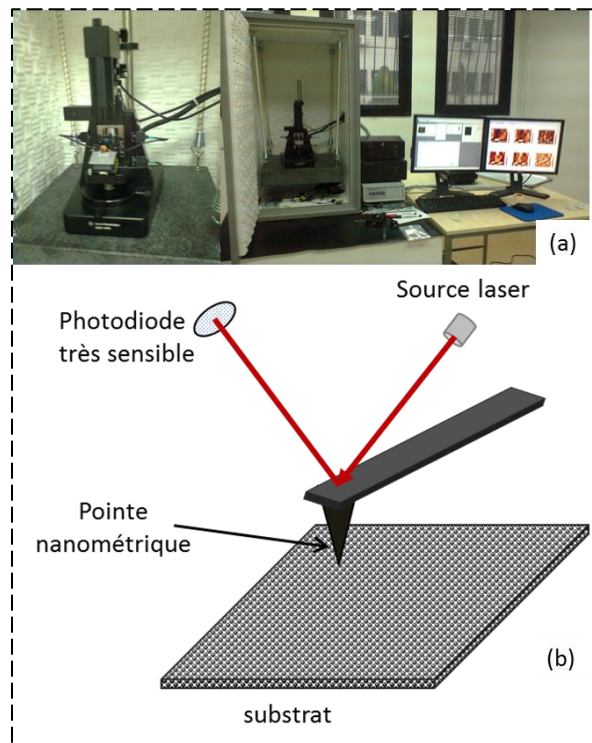 (a)
Source laser
Photodiode
très sensible
Pointe
nanométrique
(b)
substrat